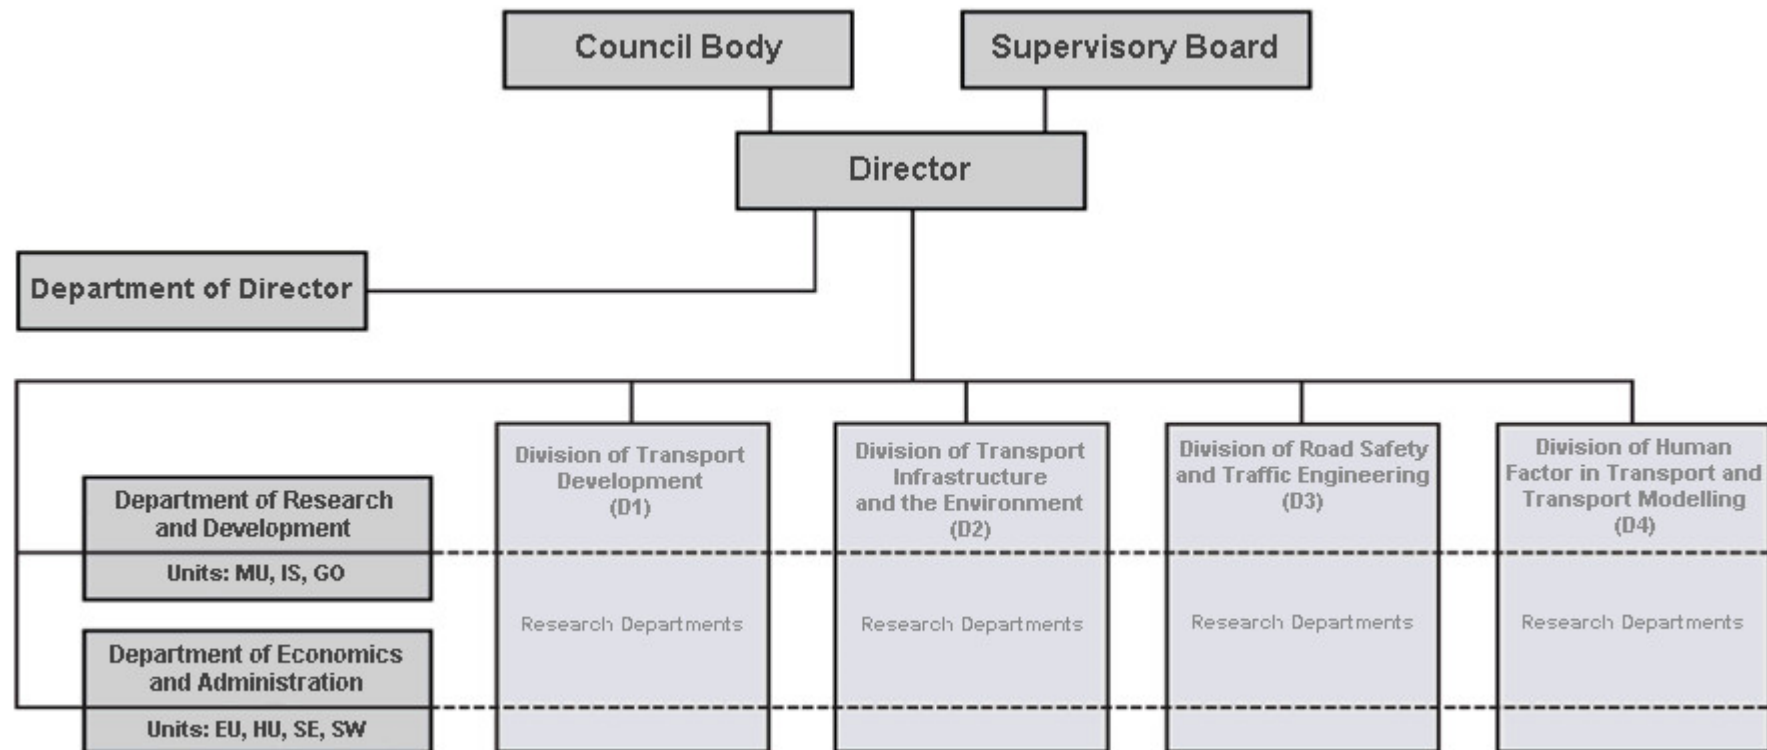 Council Body
Supervisory Board
Director
Department of Director
Department of Research
and Development
Units: MU, IS, GO
Department of Economics
and Administration
Units: EU, HU, SE, SW
Division of Transport
Development
(D1)
Research Departments
Division of Transport
Infrastructure
and the Environment
(D2)
Research Departments
Division of Road Safety
and Traffic Engineering
(D3)
Research Departments
Division of Human
Factor in Transport and
Transport Modelling
(D4)
Research Departments